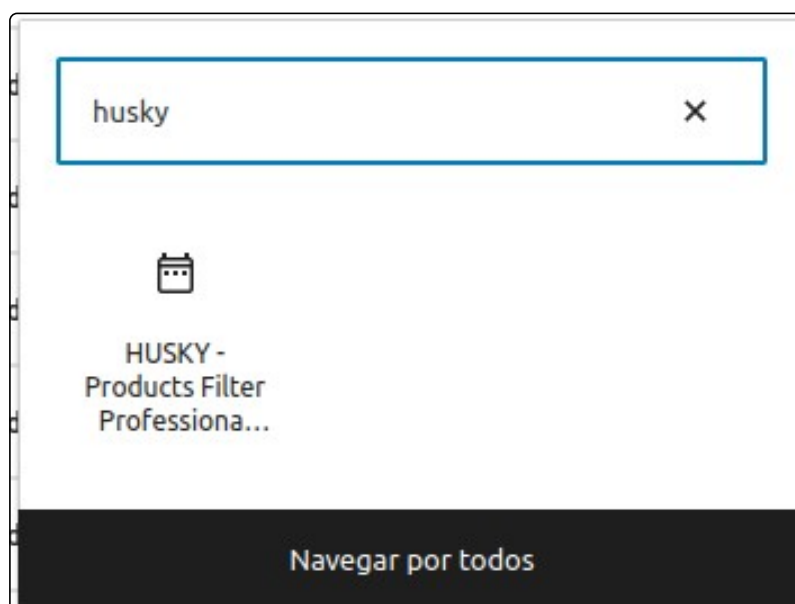 husky
HUSKY -
Products Filter
Professiona...
Navegar por todos